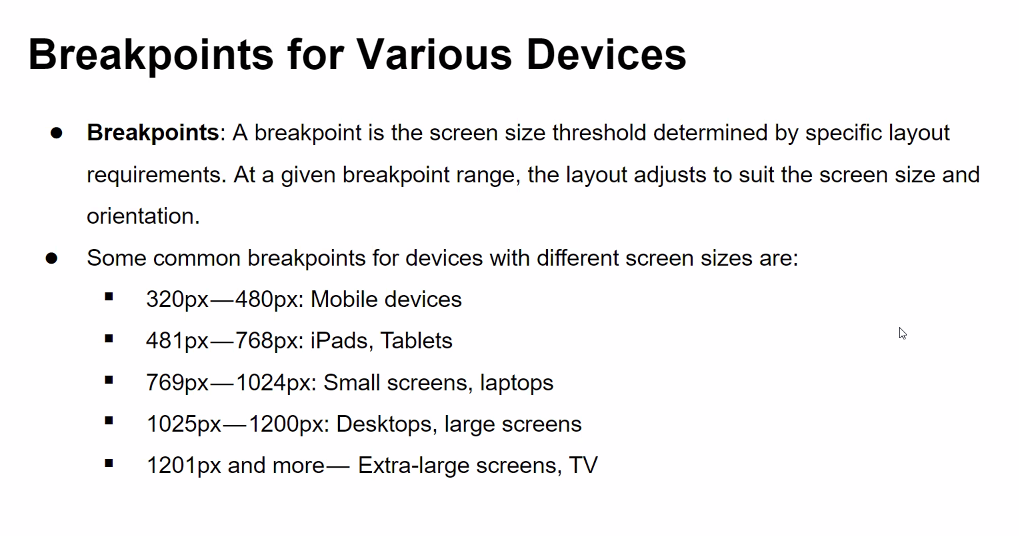 Breakpoints for Various Devices
● Breakpoints: A breakpoint is the screen size threshold determined by specific layout
requirements. At a given breakpoint range, the layout adjusts to suit the screen size and
orientation.
● Some common breakpoints for devices with different screen sizes are:
▪ 320px—480px: Mobile devices
▪ 481px—768px: iPads, Tablets
▪ 769px—1024px: Small screens, laptops
▪ 1025px—1200px: Desktops, large screens
▪ 1201px and more— Extra-large screens, TV